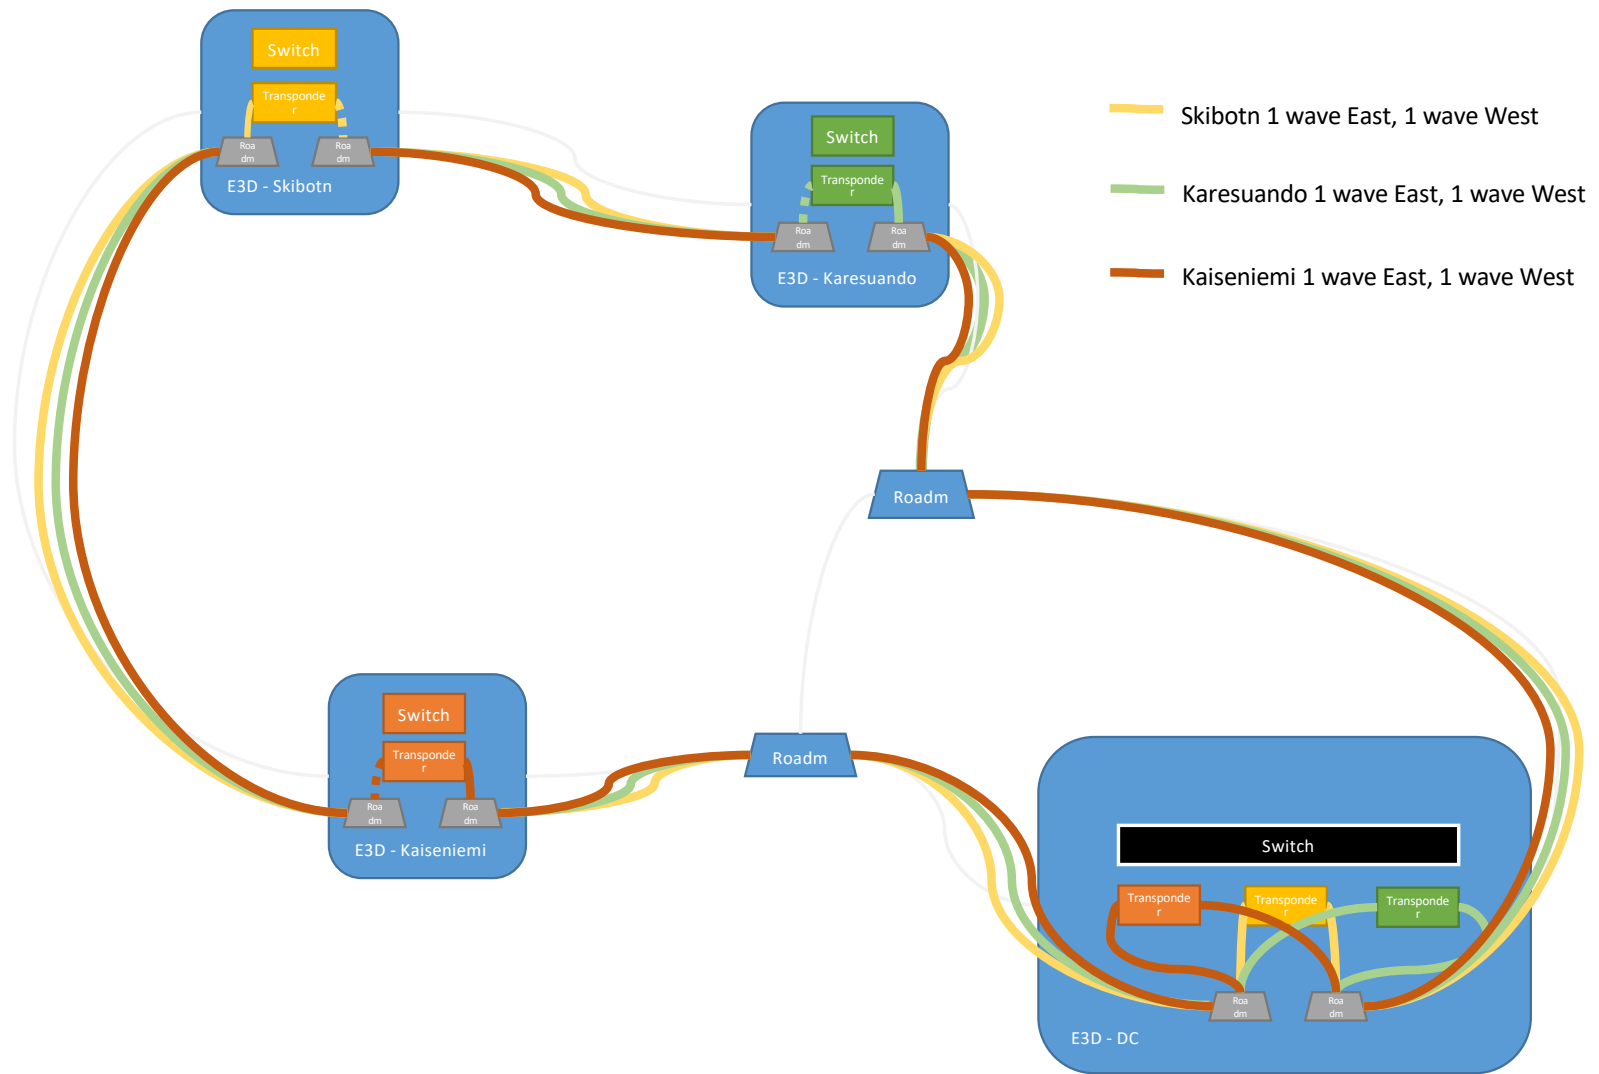 Switch
Transponde
r
Roa
dm
Roa
dm
E3D - Skibotn
Switch
Transponde
r
Roa
dm
Roa
dm
E3D - Karesuando
Skibotn 1 wave East, 1 wave West
Karesuando 1 wave East, 1 wave West
Kaiseniemi 1 wave East, 1 wave West
Roadm
Switch
Transponde
r
Roa
dm
Roa
dm
E3D - Kaiseniemi
Roadm
Switch
Transponde
r
Transponde
r
Transponde
r
Roa
dm
Roa
dm
E3D - DC